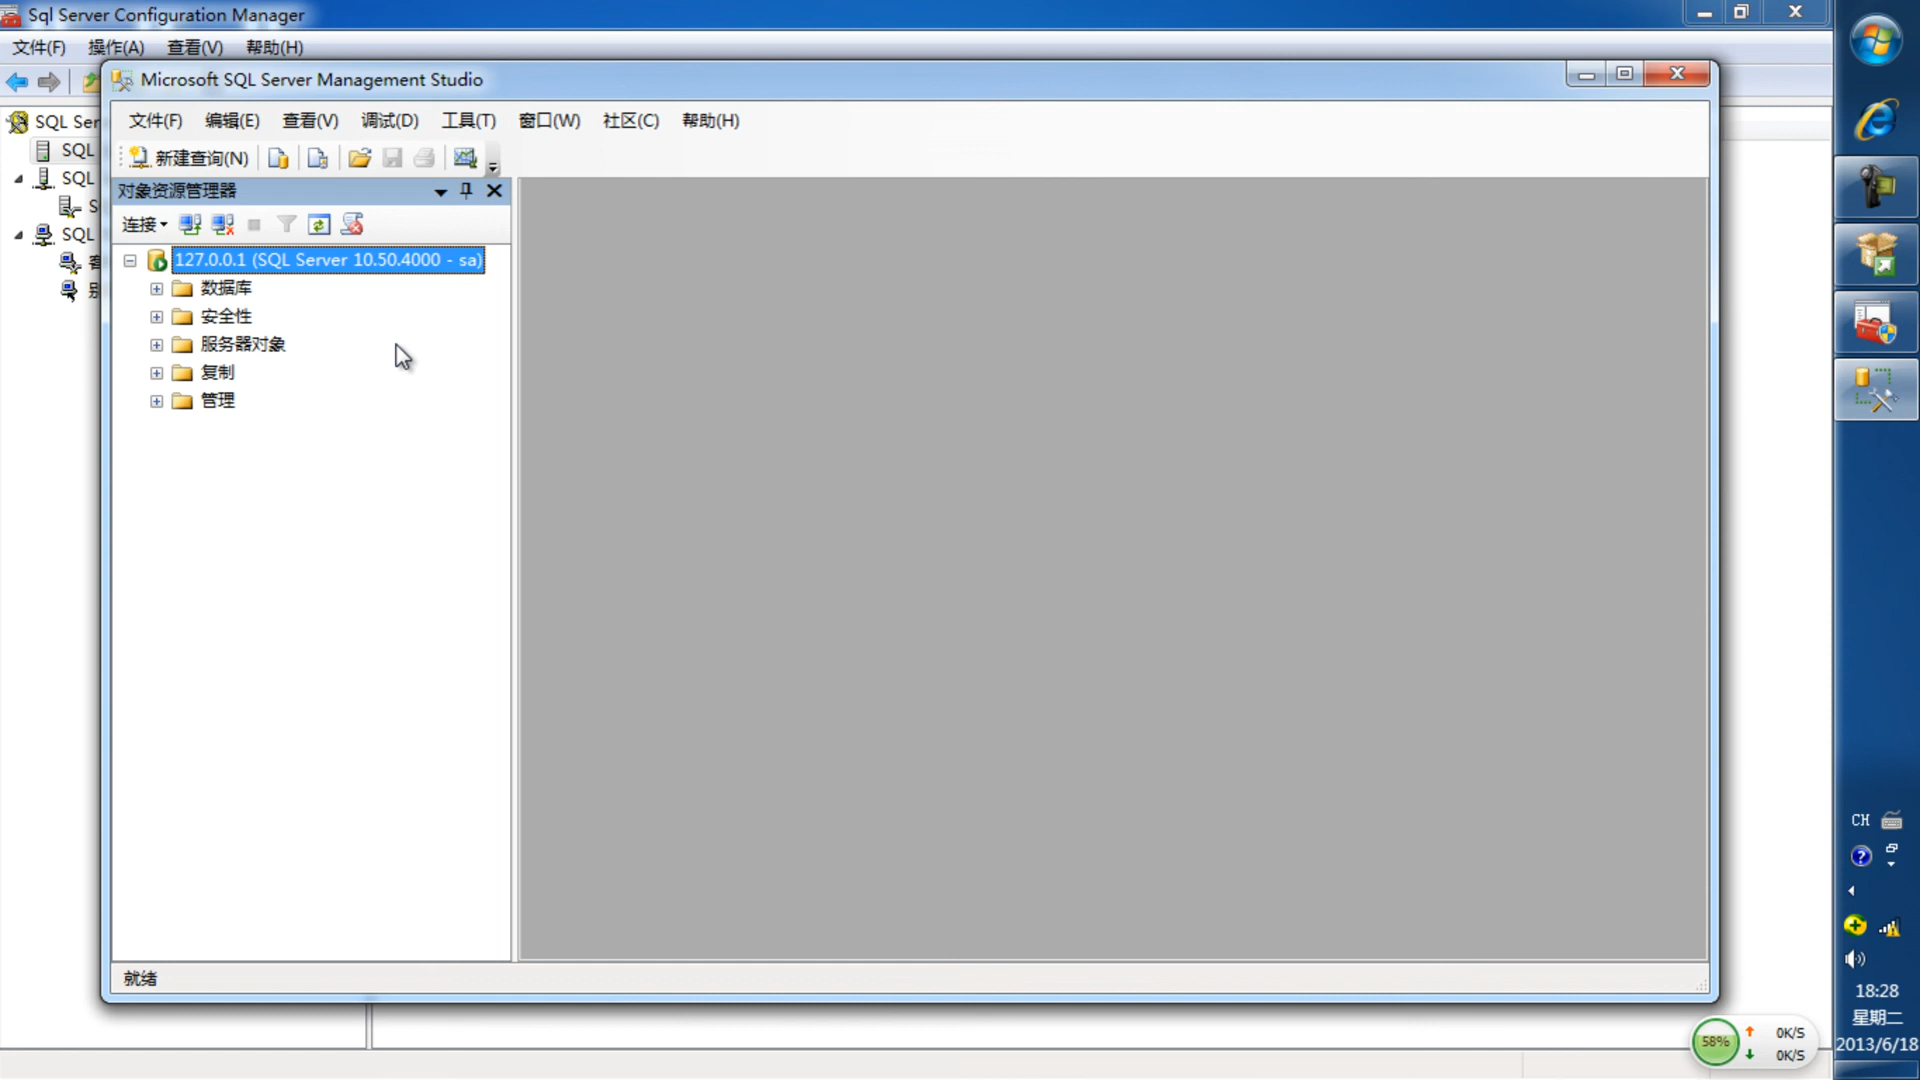 Sql Server Configuration Manager
文件(F) 操作(A) 查看(V) 帮助(H)
Microsoft SQL Server Management Studio
文件(F) 编辑(E) 查看(V) 调试(D) 工具(T) 窗口(W) 社区(C) 帮助(H)
新建查询(N)
对象资源管理器
连接
127.0.0.1 (SQL Server 10.50.4000 - sa)
数据库
安全性
服务器对象
复制
管理
SQL Ser
SQL
SQL
S
SQL
客
别
就绪
CH
18:28
星期二
2013/6/18
58%
0K/S
0K/S